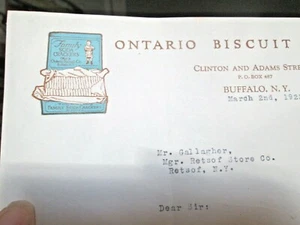 ONTARIO BISCUIT
CLINTON AND ADAMS STRE
P. O. BOX 487
BUFFALO, N. Y.
March 2nd, 192
Mr. Gallagher,
Mgr. Retsof Store Co.
Retsof, N.Y.
Dear Sir: